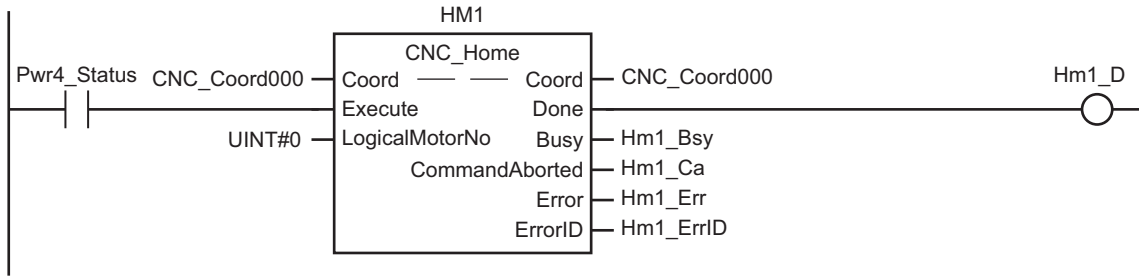 HM1
CNC_Home
Pwr4_Status CNC_Coord000 Coord Coord CNC_Coord000 Hm1_D
Execute Done
UINT#0 LogicalMotorNo Busy Hm1_Bsy
CommandAborted Hm1_Ca
Error Hm1_Err
ErrorID Hm1_ErrID